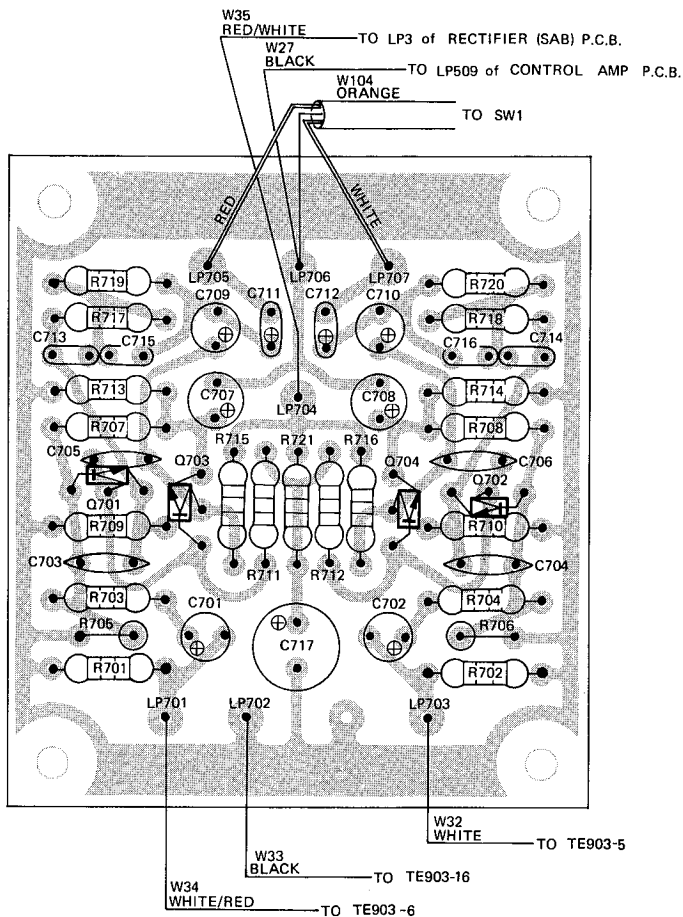 W35
RED/WHITE
TO LP3 of RECTIFIER (SAB) P.C.B.
W27
BLACK
TO LP509 of CONTROL AMP P.C.B.
W104
ORANGE
TO SW1
RED
WHITE
LP705
LP706
LP707
R719
C709
C711
C712
C710
R720
R717
R718
C713
C715
C716
C714
R713
C707
C708
R714
LP704
R707
R708
C705
R715
R721
R716
C706
Q703
Q704
Q701
Q702
R709
R710
C703
R711
R712
C704
R703
C701
C702
R704
R705
R706
C717
R701
R702
LP701
LP702
LP703
W32
WHITE
TO TE903-5
W33
BLACK
TO TE903-16
W34
WHITE/RED
TO TE903-6